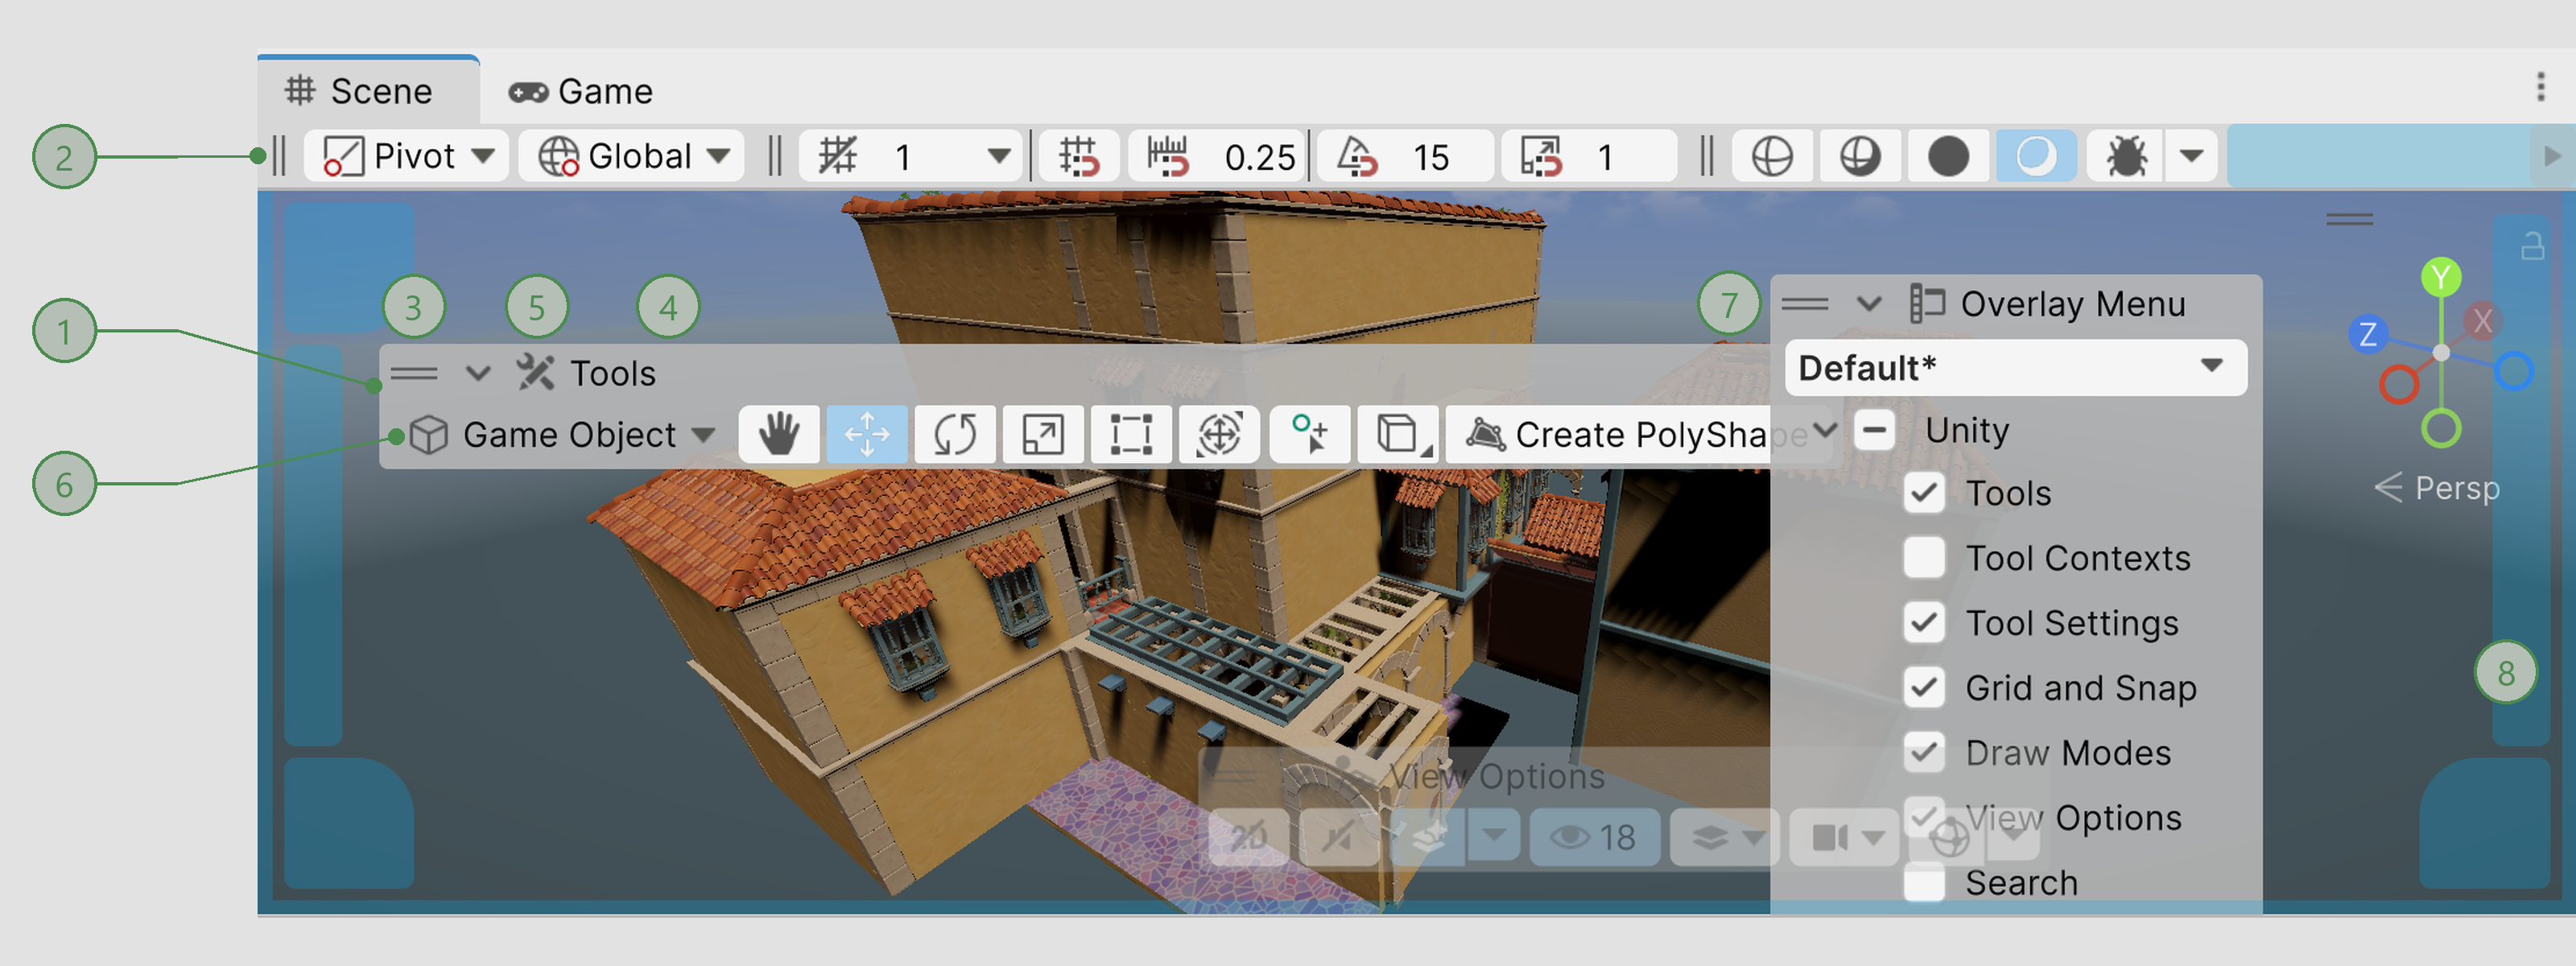 Scene Game
2 Pivot Global 1 0.25 15 1
3 5 4 7 Overlay Menu
1 Tools Default*
Y
X
Z
6 Game Object Create PolyShape Unity
Persp
Tools
Tool Contexts
Tool Settings
8
Grid and Snap
Draw Modes
View Options
2D 18 View Options
Search